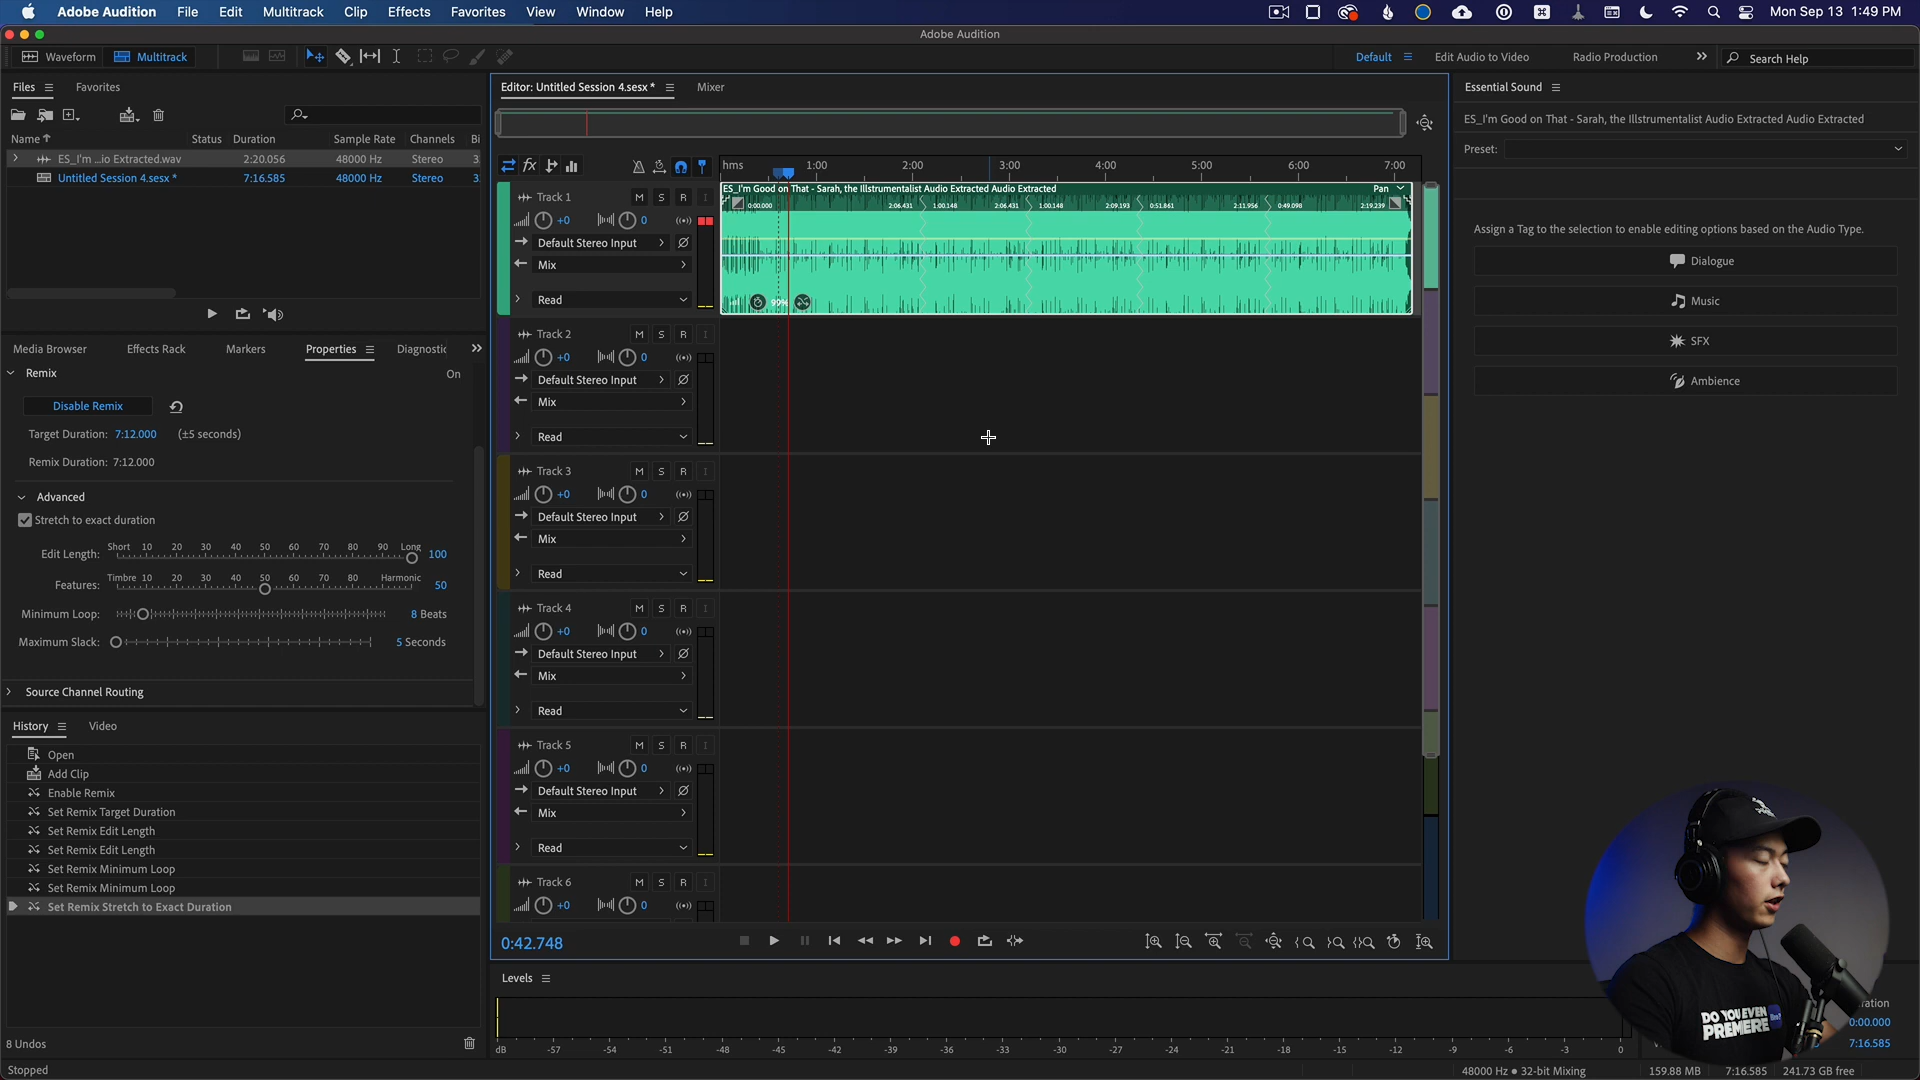 Adobe Audition File Edit Multitrack Clip Effects Favorites View Window Help
Mon Sep 13 1:49 PM
Adobe Audition
Waveform Multitrack
Default Edit Audio to Video Radio Production Search Help
Files Favorites
Name Status Duration Sample Rate Channels Bi
ES_I'm ...io Extracted.wav 2:20.056 48000 Hz Stereo 3
Untitled Session 4.sesx * 7:16.585 48000 Hz Stereo 3
Media Browser Effects Rack Markers Properties Diagnostic
Remix On
Disable Remix
Target Duration: 7:12.000 (±5 seconds)
Remix Duration: 7:12.000
Advanced
Stretch to exact duration
Short 10 20 30 40 50 60 70 80 90 Long
Edit Length: 100
Timbre 10 20 30 40 50 60 70 80 Harmonic
Features: 50
Minimum Loop: 8 Beats
Maximum Slack: 5 Seconds
Source Channel Routing
History Video
Open
Add Clip
Enable Remix
Set Remix Target Duration
Set Remix Edit Length
Set Remix Edit Length
Set Remix Minimum Loop
Set Remix Minimum Loop
Set Remix Stretch to Exact Duration
8 Undos
Stopped
Editor: Untitled Session 4.sesx * Mixer
fx
hms 1:00 2:00 3:00 4:00 5:00 6:00 7:00
ES_I'm Good on That - Sarah, the Illstrumentalist Audio Extracted Audio Extracted Pan
0:00.000 2:06.431 1:00.148 2:06.431 1:00.148 2:09.193 0:51.861 2:11.956 0:49.098 2:19.239
99%
Track 1 M S R I
+0 0
Default Stereo Input
Mix
Read
Track 2 M S R I
+0 0
Default Stereo Input
Mix
Read
Track 3 M S R I
+0 0
Default Stereo Input
Mix
Read
Track 4 M S R I
+0 0
Default Stereo Input
Mix
Read
Track 5 M S R I
+0 0
Default Stereo Input
Mix
Read
Track 6 M S R I
+0 0
0:42.748
Levels
dB -57 -54 -51 -48 -45 -42 -39 -36 -33 -30 -27 -24 -21 -18 -15 -12 -9 -6 -3 0
Essential Sound
ES_I'm Good on That - Sarah, the Illstrumentalist Audio Extracted Audio Extracted
Preset:
Assign a Tag to the selection to enable editing options based on the Audio Type.
Dialogue
Music
SFX
Ambience
DO YOU EVEN
PREMIERE
0:00.000
7:16.585
48000 Hz ● 32-bit Mixing 159.88 MB 7:16.585 241.73 GB free